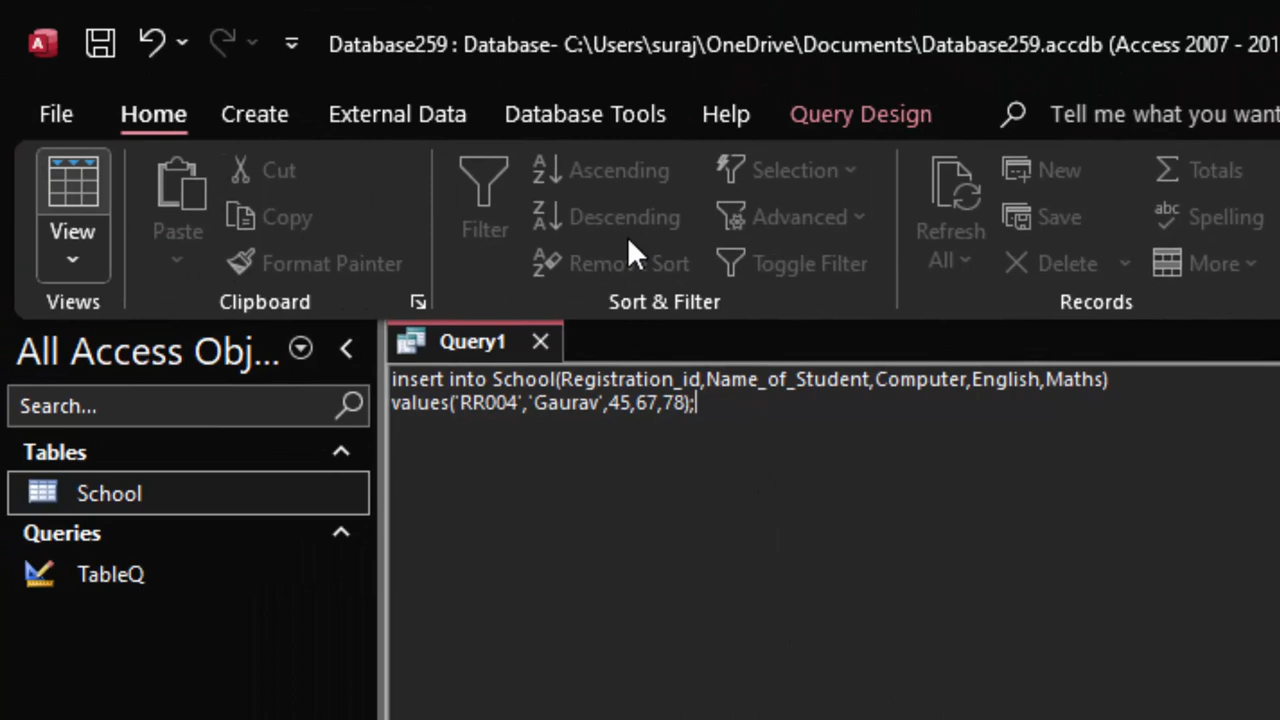 Database259 : Database- C:\Users\suraj\OneDrive\Documents\Database259.accdb (Access 2007 - 201
File Home Create External Data Database Tools Help Query Design Tell me what you want
View
Views
Paste
Cut
Copy
Format Painter
Clipboard
Filter
Ascending
Descending
Remove Sort
Selection
Advanced
Toggle Filter
Sort & Filter
Refresh
All
New
Save
Delete
Totals
Spelling
More
Records
All Access Obj...
Search...
Tables
School
Queries
TableQ
Query1
insert into School(Registration_id,Name_of_Student,Computer,English,Maths)
values('RR004','Gaurav',45,67,78);